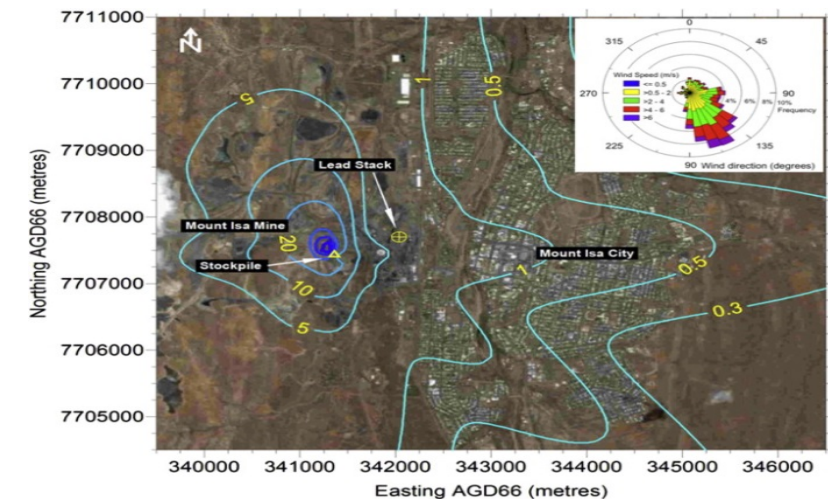 7711000
7710000
7709000
7708000
7707000
7706000
7705000
Northing AGD66 (metres)
340000 341000 342000 343000 344000 345000 346000
Easting AGD66 (metres)
N
5
1
0.5
Lead Stack
Mount Isa Mine
20
Stockpile
10
5
Mount Isa City
1
0.5
0.3
0
315
45
Wind Speed (m/s)
<= 0.5
>0.5 - 2
>2 - 4
>4 - 6
>6
270
90
4% 6% 8% 10%
Frequency
225
135
90 Wind direction (degrees)